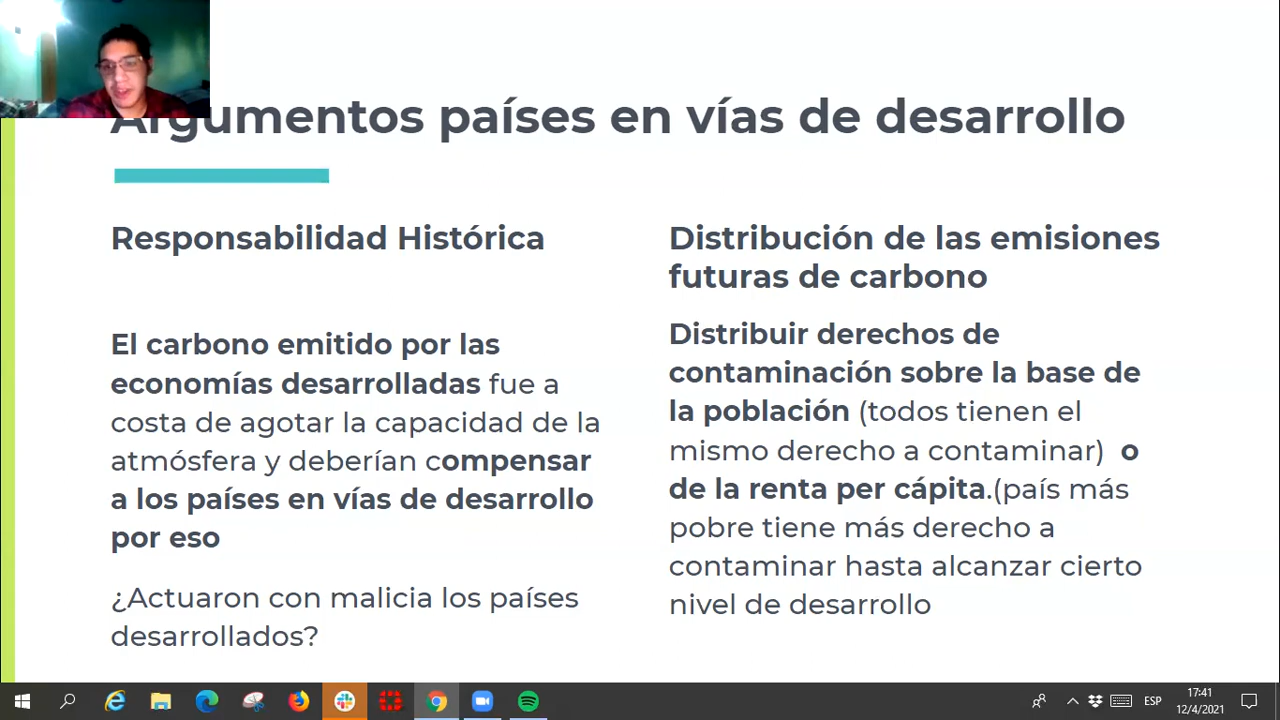 Argumentos países en vías de desarrollo
Responsabilidad Histórica
El carbono emitido por las
economías desarrolladas fue a
costa de agotar la capacidad de la
atmósfera y deberían compensar
a los países en vías de desarrollo
por eso
¿Actuaron con malicia los países
desarrollados?
Distribución de las emisiones
futuras de carbono
Distribuir derechos de
contaminación sobre la base de
la población (todos tienen el
mismo derecho a contaminar) o
de la renta per cápita.(país más
pobre tiene más derecho a
contaminar hasta alcanzar cierto
nivel de desarrollo
ESP
17:41
12/4/2021